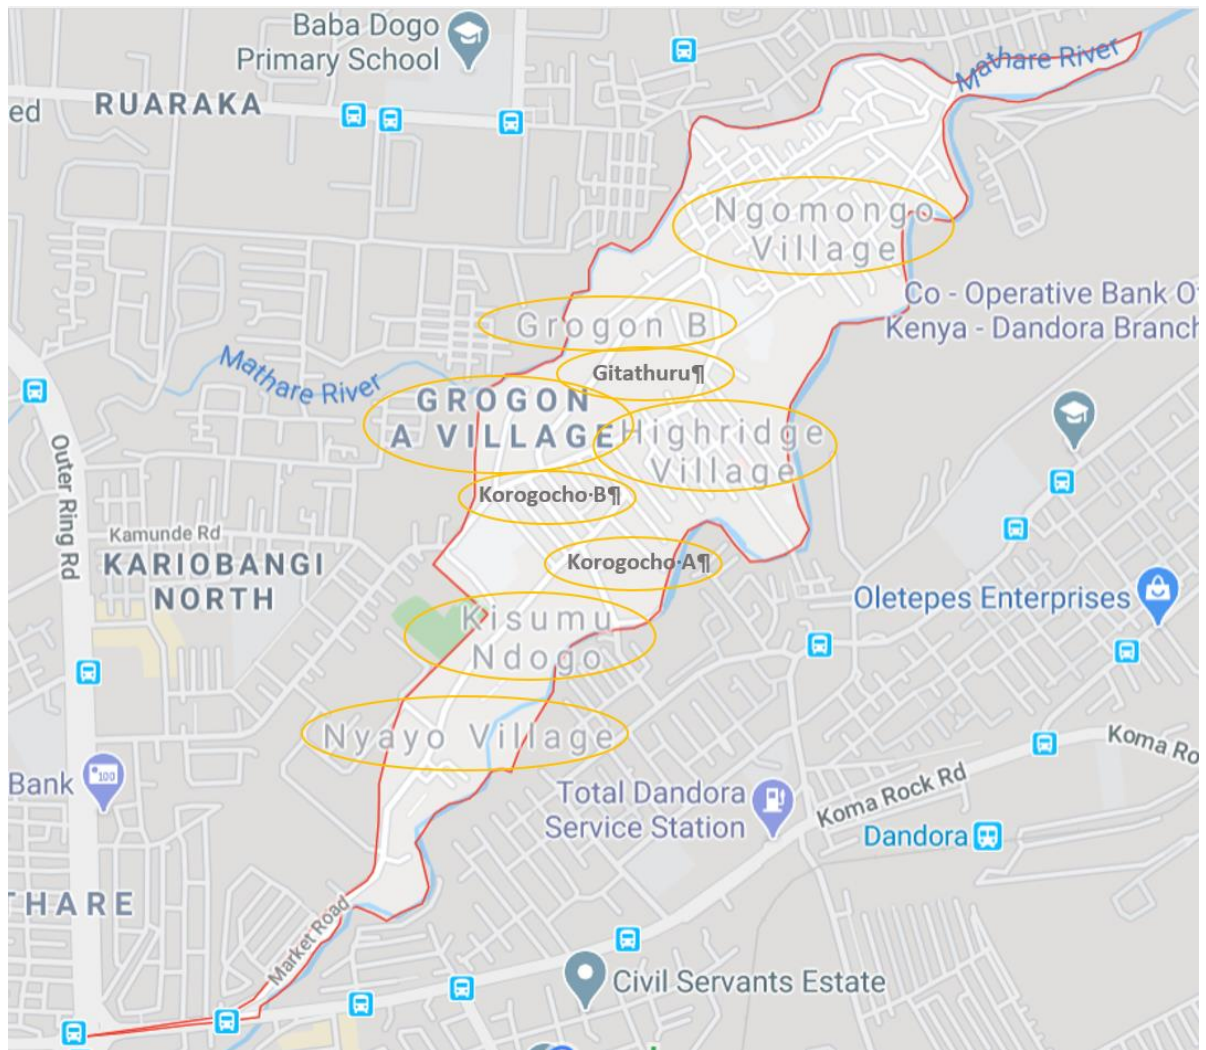 Baba Dogo
Primary School
Mathare River
RUARAKA
ed
Ngomongo
Village
Co - Operative Bank O
Kenya - Dandora Branch
Grogon B
Mathare River
Gitathuru¶
GROGON
A VILLAGE
Highridge
Village
Outer Ring Rd
Korogocho·B¶
Kamunde Rd
KARIOBANGI
NORTH
Korogocho·A¶
Oletepes Enterprises
Kisumu
Ndogo
Nyayo Village
Koma Ro
Bank
100
Total Dandora
Service Station
Koma Rock Rd
Dandora
THARE
Market Road
Civil Servants Estate